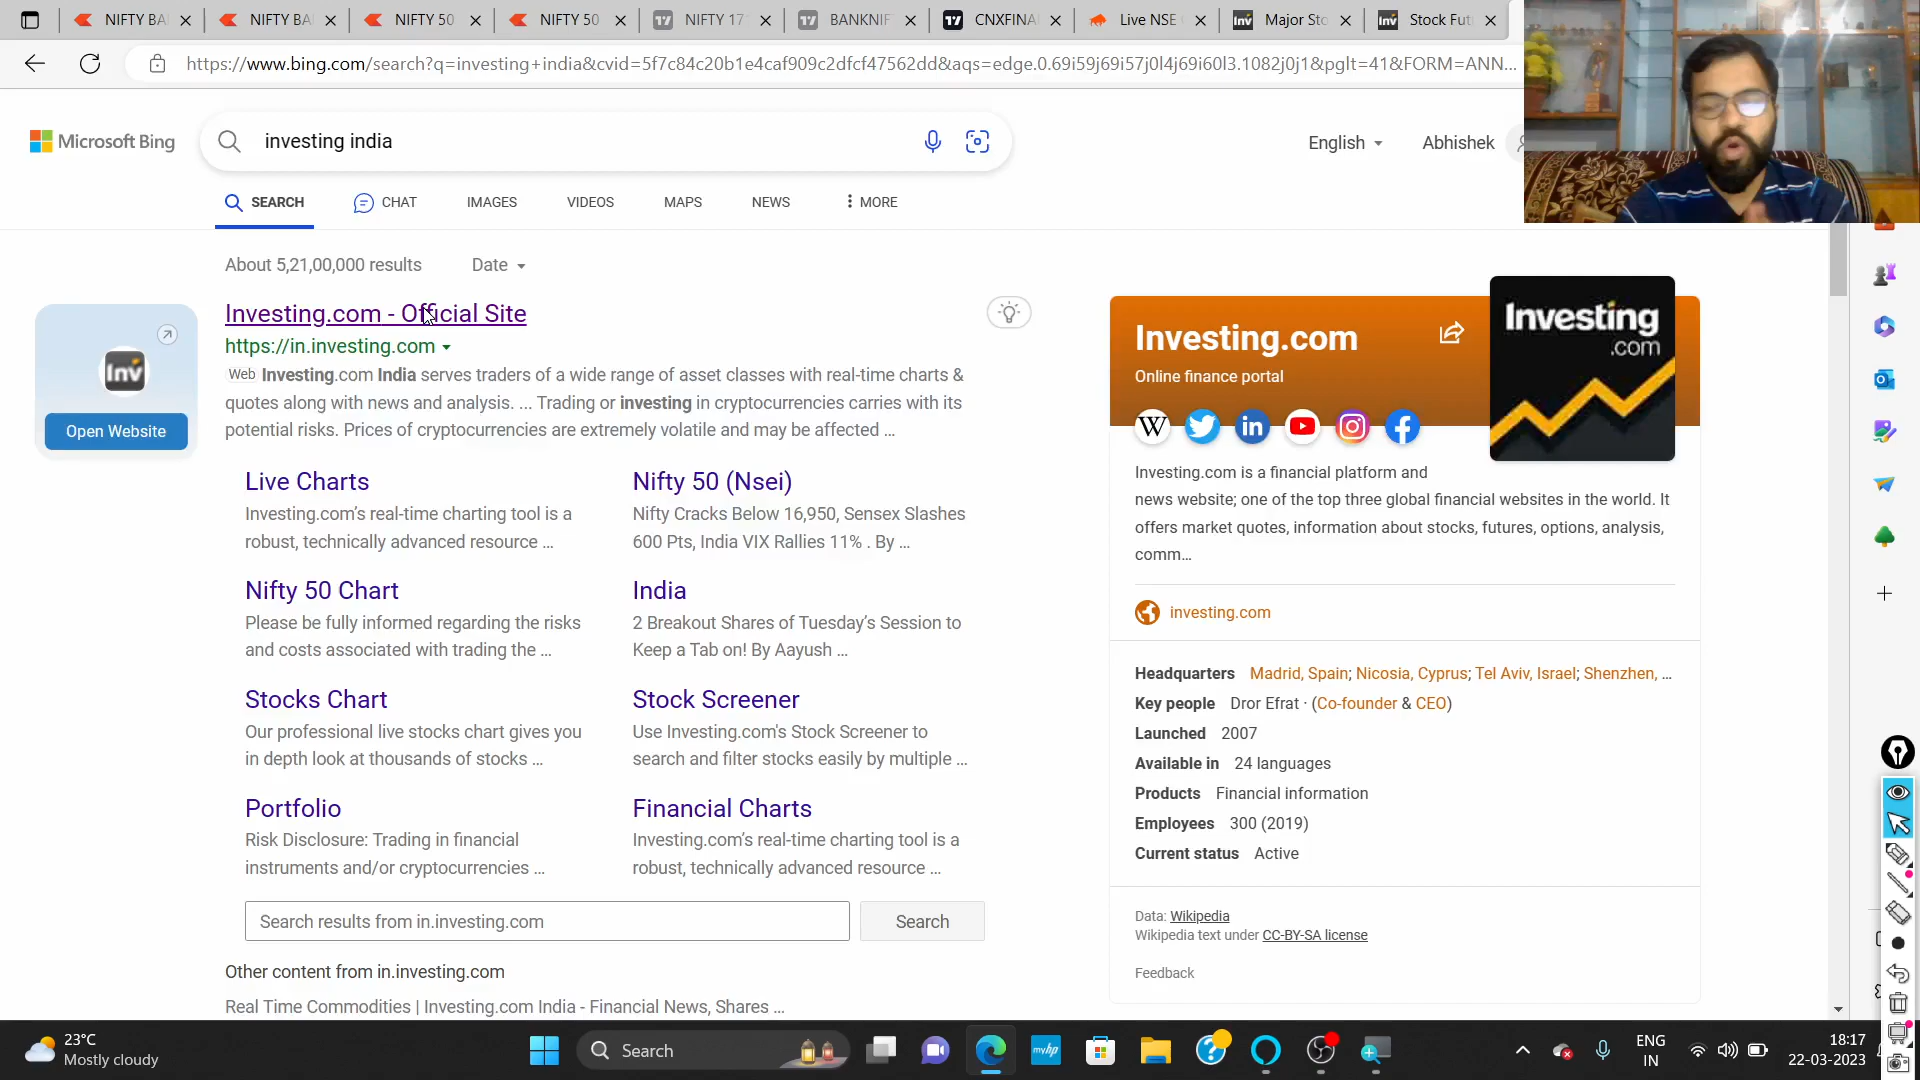 NIFTY BA
NIFTY BA
NIFTY 50
NIFTY 50
NIFTY 17
BANKNIF
CNXFINA
Live NSE
Major Sto
Stock Fut
https://www.bing.com/search?q=investing+india&cvid=5f7c84c20b1e4caf909c2dfcf47562dd&aqs=edge.0.69i59j69i57j0l4j69i60l3.1082j0j1&pglt=41&FORM=ANN...
Microsoft Bing
investing india
English
Abhishek
SEARCH
CHAT
IMAGES
VIDEOS
MAPS
NEWS
MORE
About 5,21,00,000 results
Date
Investing.com - Official Site
https://in.investing.com
Web Investing.com India serves traders of a wide range of asset classes with real-time charts &
quotes along with news and analysis. ... Trading or investing in cryptocurrencies carries with its
potential risks. Prices of cryptocurrencies are extremely volatile and may be affected ...
Inv
Open Website
Live Charts
Investing.com's real-time charting tool is a
robust, technically advanced resource ...
Nifty 50 (Nsei)
Nifty Cracks Below 16,950, Sensex Slashes
600 Pts, India VIX Rallies 11% . By ...
Nifty 50 Chart
Please be fully informed regarding the risks
and costs associated with trading the ...
India
2 Breakout Shares of Tuesday's Session to
Keep a Tab on! By Aayush ...
Stocks Chart
Our professional live stocks chart gives you
in depth look at thousands of stocks ...
Stock Screener
Use Investing.com's Stock Screener to
search and filter stocks easily by multiple ...
Portfolio
Risk Disclosure: Trading in financial
instruments and/or cryptocurrencies ...
Financial Charts
Investing.com's real-time charting tool is a
robust, technically advanced resource ...
Search results from in.investing.com
Search
Other content from in.investing.com
Real Time Commodities | Investing.com India - Financial News, Shares ...
Investing.com
Online finance portal
Investing
.com
Investing.com is a financial platform and
news website; one of the top three global financial websites in the world. It
offers market quotes, information about stocks, futures, options, analysis,
comm...
investing.com
Headquarters Madrid, Spain; Nicosia, Cyprus; Tel Aviv, Israel; Shenzhen, ...
Key people Dror Efrat · (Co-founder & CEO)
Launched 2007
Available in 24 languages
Products Financial information
Employees 300 (2019)
Current status Active
Data: Wikipedia
Wikipedia text under CC-BY-SA license
Feedback
23°C
Mostly cloudy
Search
myhp
ENG
IN
18:17
22-03-2023